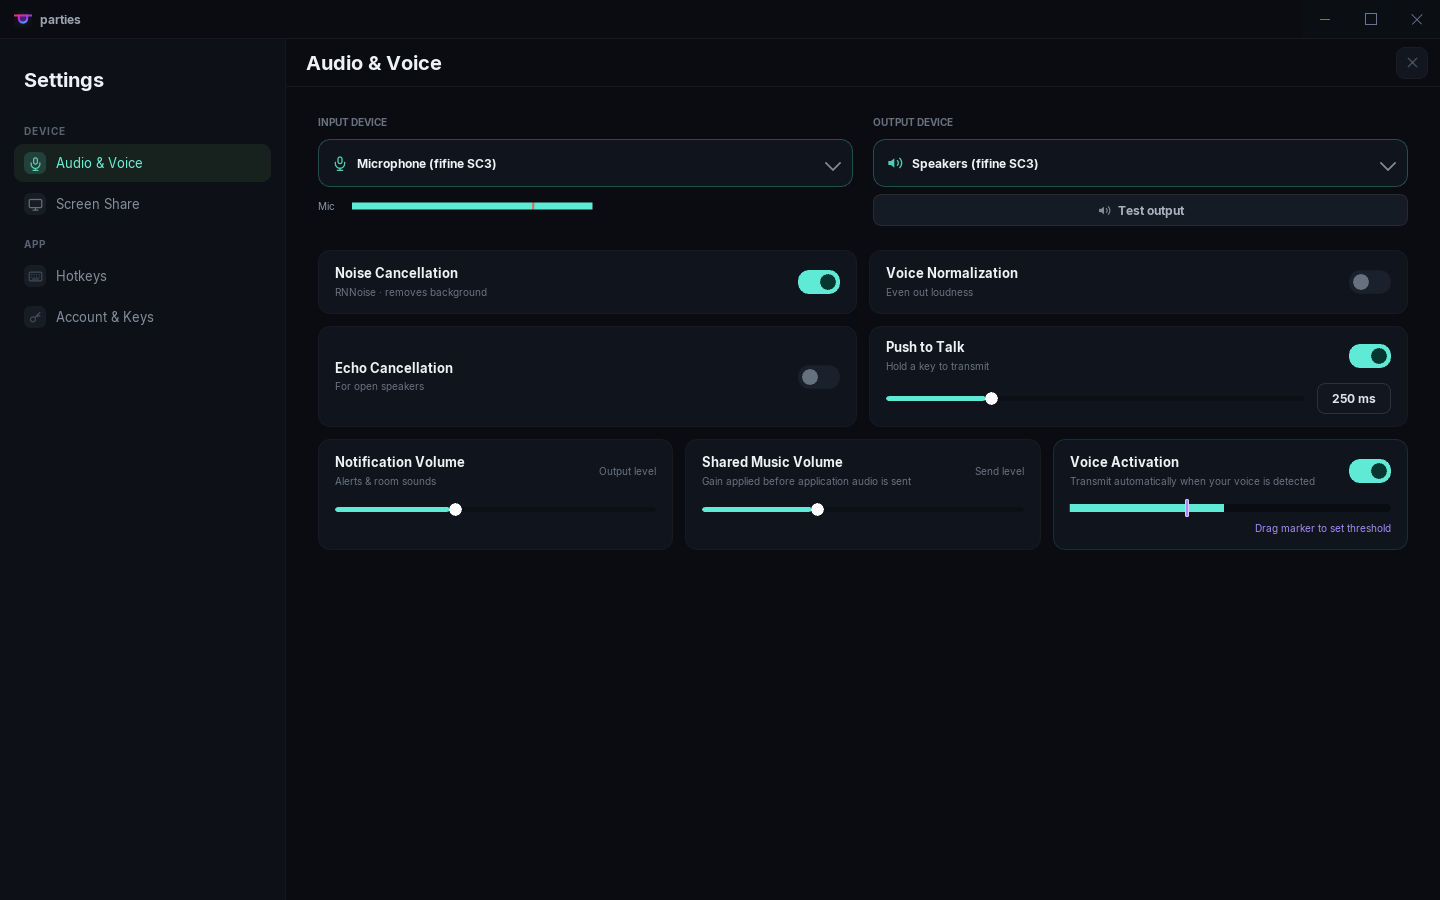 parties
Settings
DEVICE
Audio & Voice
Screen Share
APP
Hotkeys
Account & Keys
Audio & Voice
INPUT DEVICE
Microphone (fifine SC3)
Mic
OUTPUT DEVICE
Speakers (fifine SC3)
Test output
Noise Cancellation
RNNoise · removes background
Voice Normalization
Even out loudness
Echo Cancellation
For open speakers
Push to Talk
Hold a key to transmit
250 ms
Notification Volume
Alerts & room sounds
Output level
Shared Music Volume
Gain applied before application audio is sent
Send level
Voice Activation
Transmit automatically when your voice is detected
Drag marker to set threshold